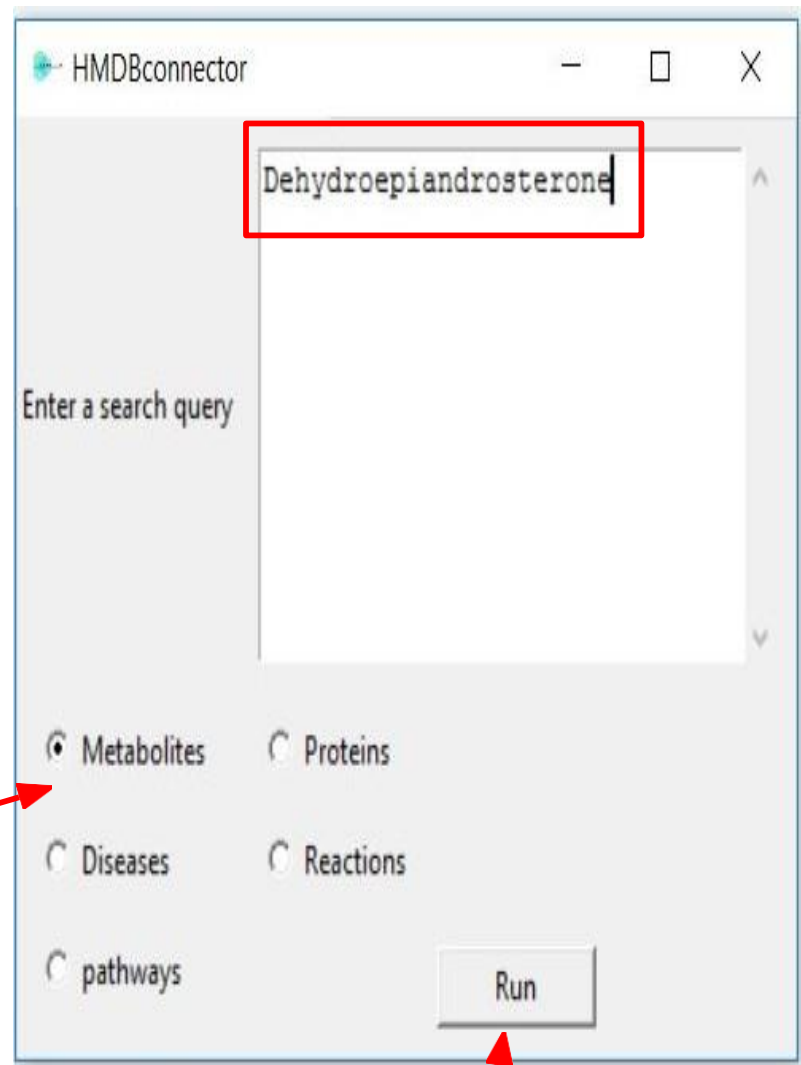 HMDBconnector
Dehydroepiandrosterone
Enter a search query
Metabolites Proteins
Diseases Reactions
pathways
Run